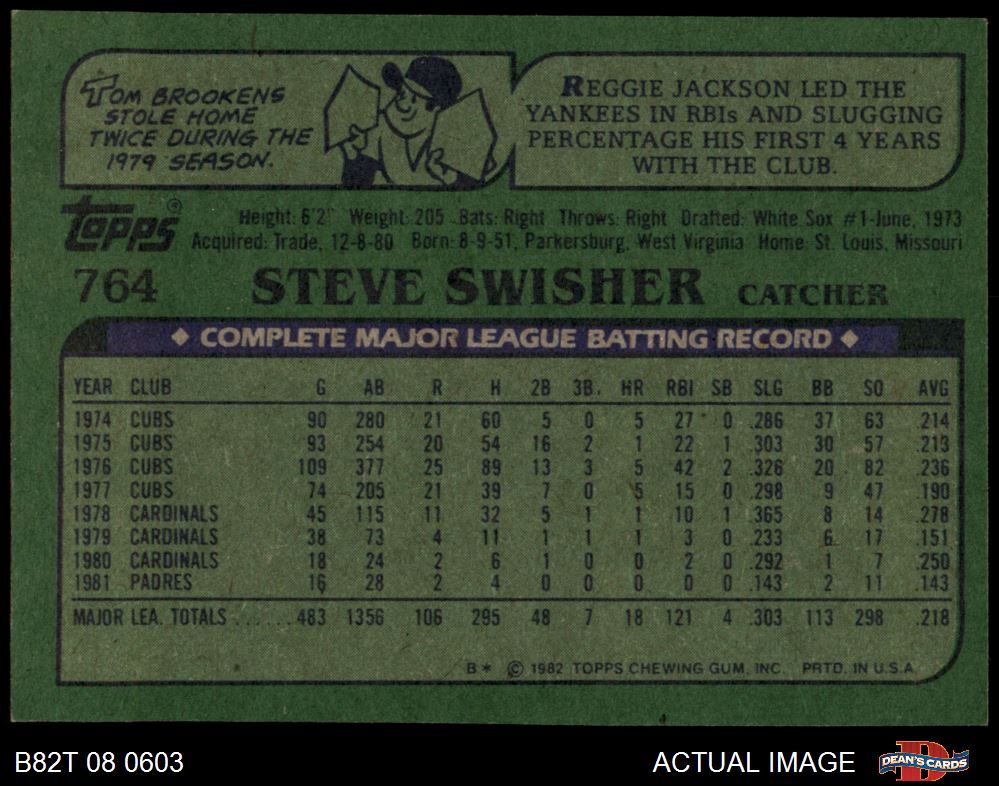 TOM BROOKENS
STOLE HOME
TWICE DURING THE
1979 SEASON.
REGGIE JACKSON LED THE
YANKEES IN RBIs AND SLUGGING
PERCENTAGE HIS FIRST 4 YEARS
WITH THE CLUB.
topps®
Height: 6'2" Weight: 205 Bats: Right Throws: Right Drafted: White Sox #1-June, 1973
Acquired: Trade, 12-8-80 Born: 8-9-51, Parkersburg, West Virginia Home: St. Louis, Missouri
764 STEVE SWISHER CATCHER
◆ COMPLETE MAJOR LEAGUE BATTING RECORD ◆
YEAR CLUB G AB R H 2B 3B. HR RBI SB SLG BB SO AVG
1974 CUBS 90 280 21 60 5 0 5 27 0 .286 37 63 .214
1975 CUBS 93 254 20 54 16 2 1 22 1 .303 30 57 .213
1976 CUBS 109 377 25 89 13 3 5 42 2 .326 20 82 .236
1977 CUBS 74 205 21 39 7 0 5 15 0 .298 9 47 .190
1978 CARDINALS 45 115 11 32 5 1 1 10 1 .365 8 14 .278
1979 CARDINALS 38 73 4 11 1 1 1 3 0 .233 6 17 .151
1980 CARDINALS 18 24 2 6 1 0 0 2 0 .292 1 7 .250
1981 PADRES 16 28 2 4 0 0 0 0 0 .143 2 11 .143
MAJOR LEA. TOTALS ...... 483 1356 106 295 48 7 18 121 4 .303 113 298 .218
B* © 1982 TOPPS CHEWING GUM, INC. PRTD. IN U.S.A.
B82T 08 0603
ACTUAL IMAGE
D
DEAN'S CARDS